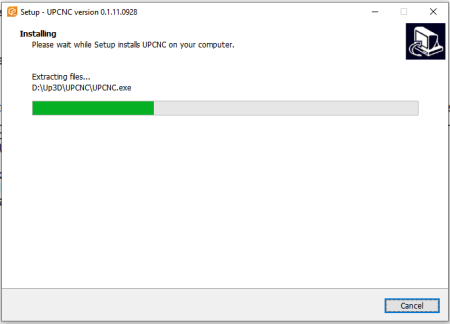 Setup - UPCNC version 0.1.11.0928
Installing
Please wait while Setup installs UPCNC on your computer.
Extracting files...
D:\Up3D\UPCNC\UPCNC.exe
Cancel